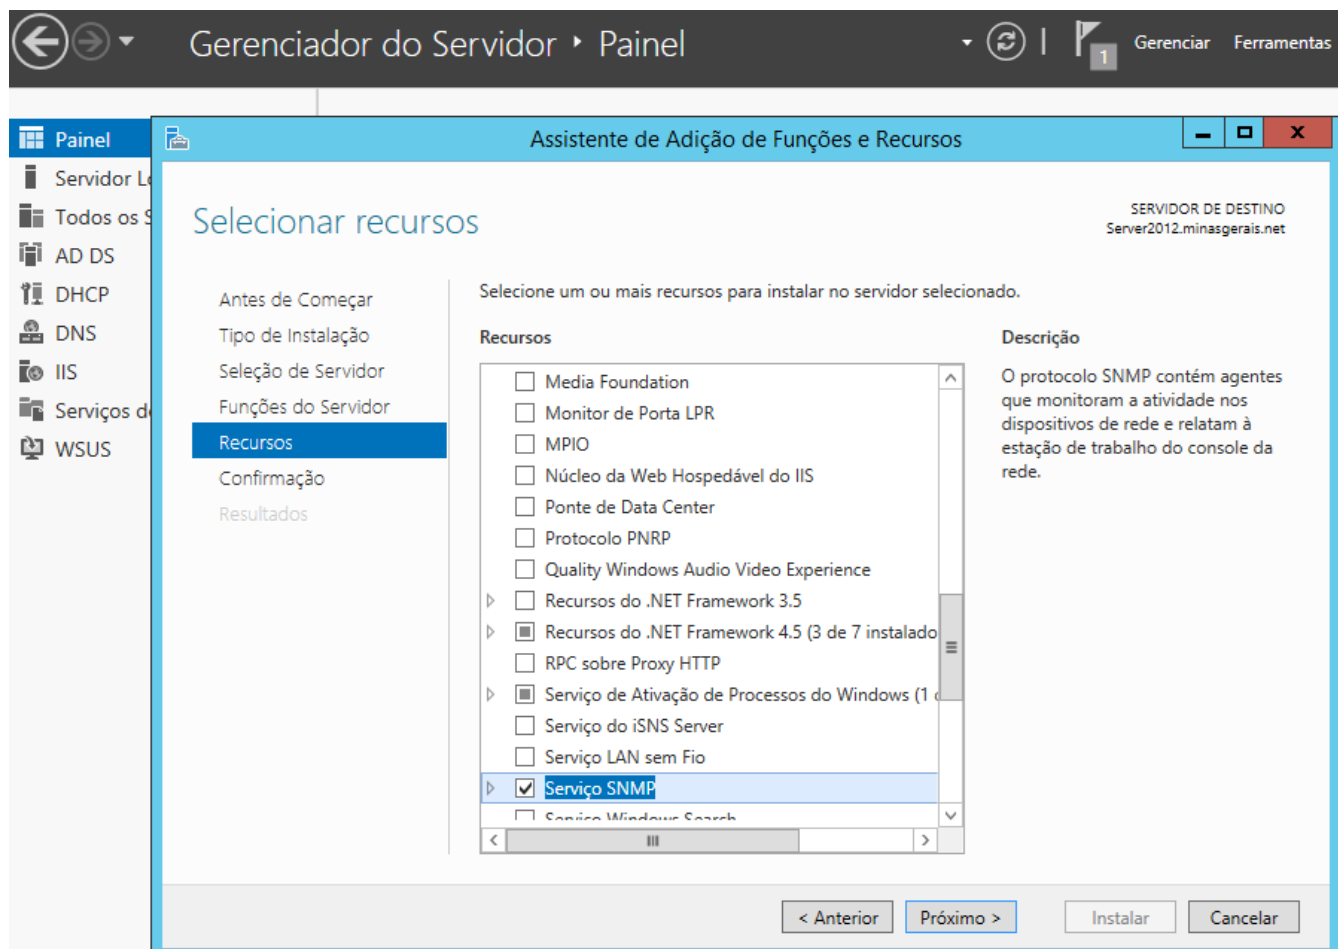 Gerenciador do Servidor ‣ Painel
1
Gerenciar Ferramentas
Painel
Servidor Lo
Todos os S
AD DS
DHCP
DNS
IIS
Serviços de
WSUS
Assistente de Adição de Funções e Recursos
Selecionar recursos
SERVIDOR DE DESTINO
Server2012.minasgerais.net
Antes de Começar
Tipo de Instalação
Seleção de Servidor
Funções do Servidor
Recursos
Confirmação
Resultados
Selecione um ou mais recursos para instalar no servidor selecionado.
Recursos
Media Foundation
Monitor de Porta LPR
MPIO
Núcleo da Web Hospedável do IIS
Ponte de Data Center
Protocolo PNRP
Quality Windows Audio Video Experience
Recursos do .NET Framework 3.5
Recursos do .NET Framework 4.5 (3 de 7 instalado
RPC sobre Proxy HTTP
Serviço de Ativação de Processos do Windows (1 d
Serviço do iSNS Server
Serviço LAN sem Fio
Serviço SNMP
Serviço Windows Search
Descrição
O protocolo SNMP contém agentes
que monitoram a atividade nos
dispositivos de rede e relatam à
estação de trabalho do console da
rede.
< Anterior
Próximo >
Instalar
Cancelar